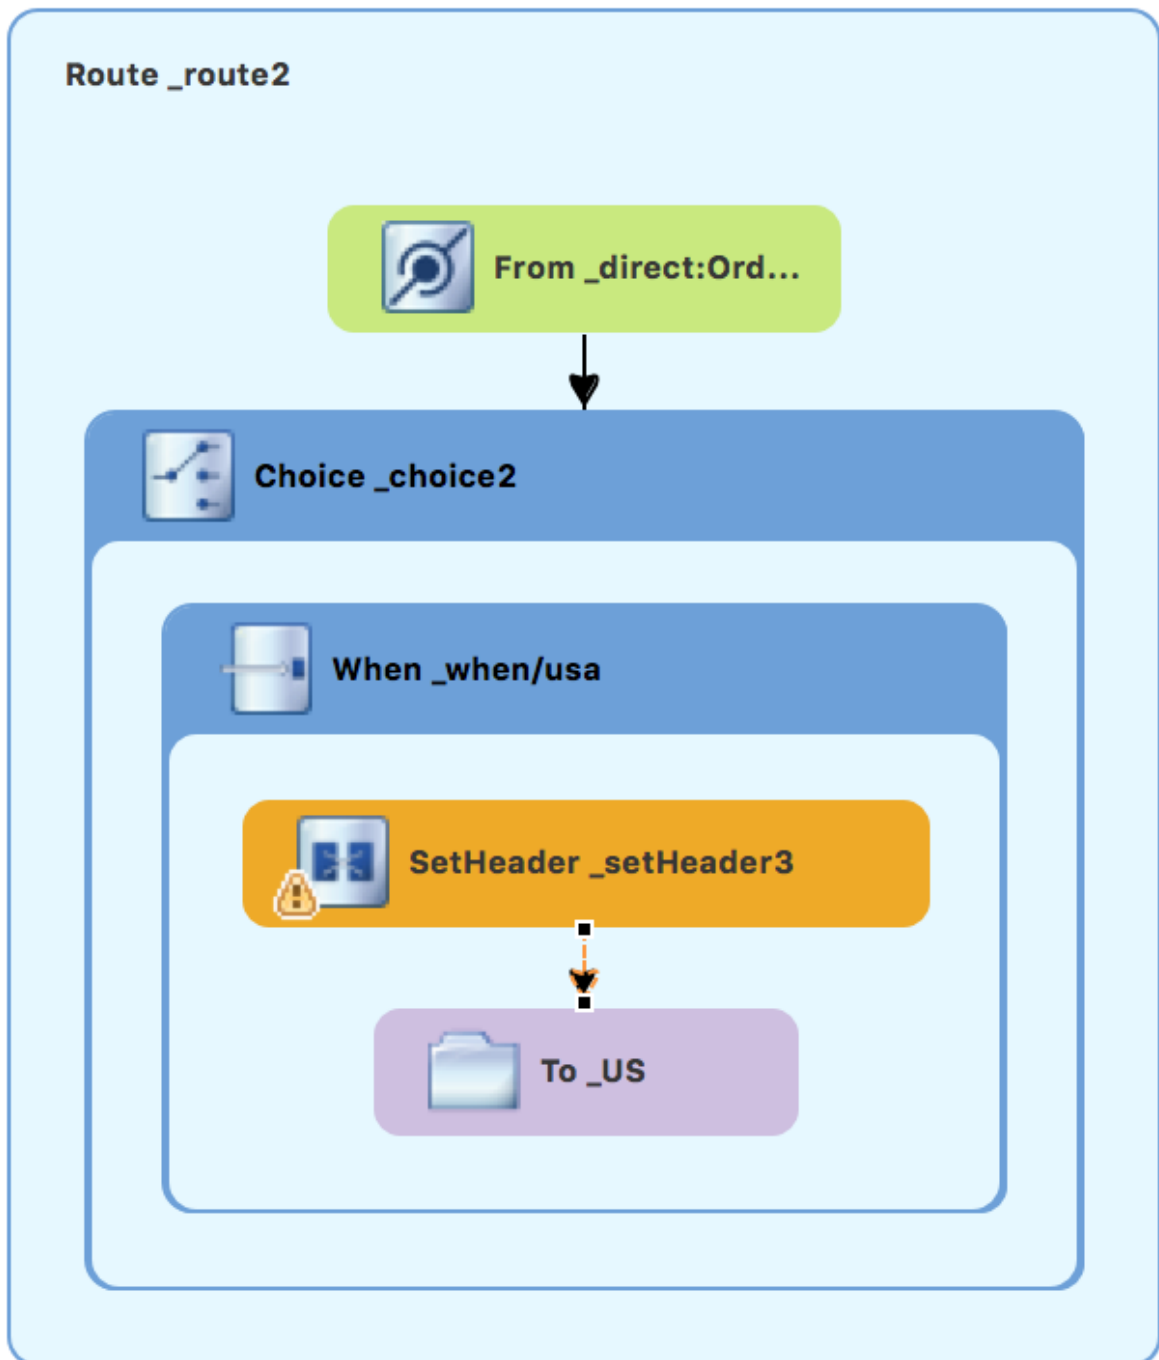 Route _route2
From _direct:Ord...
Choice _choice2
When _when/usa
SetHeader _setHeader3
To _US